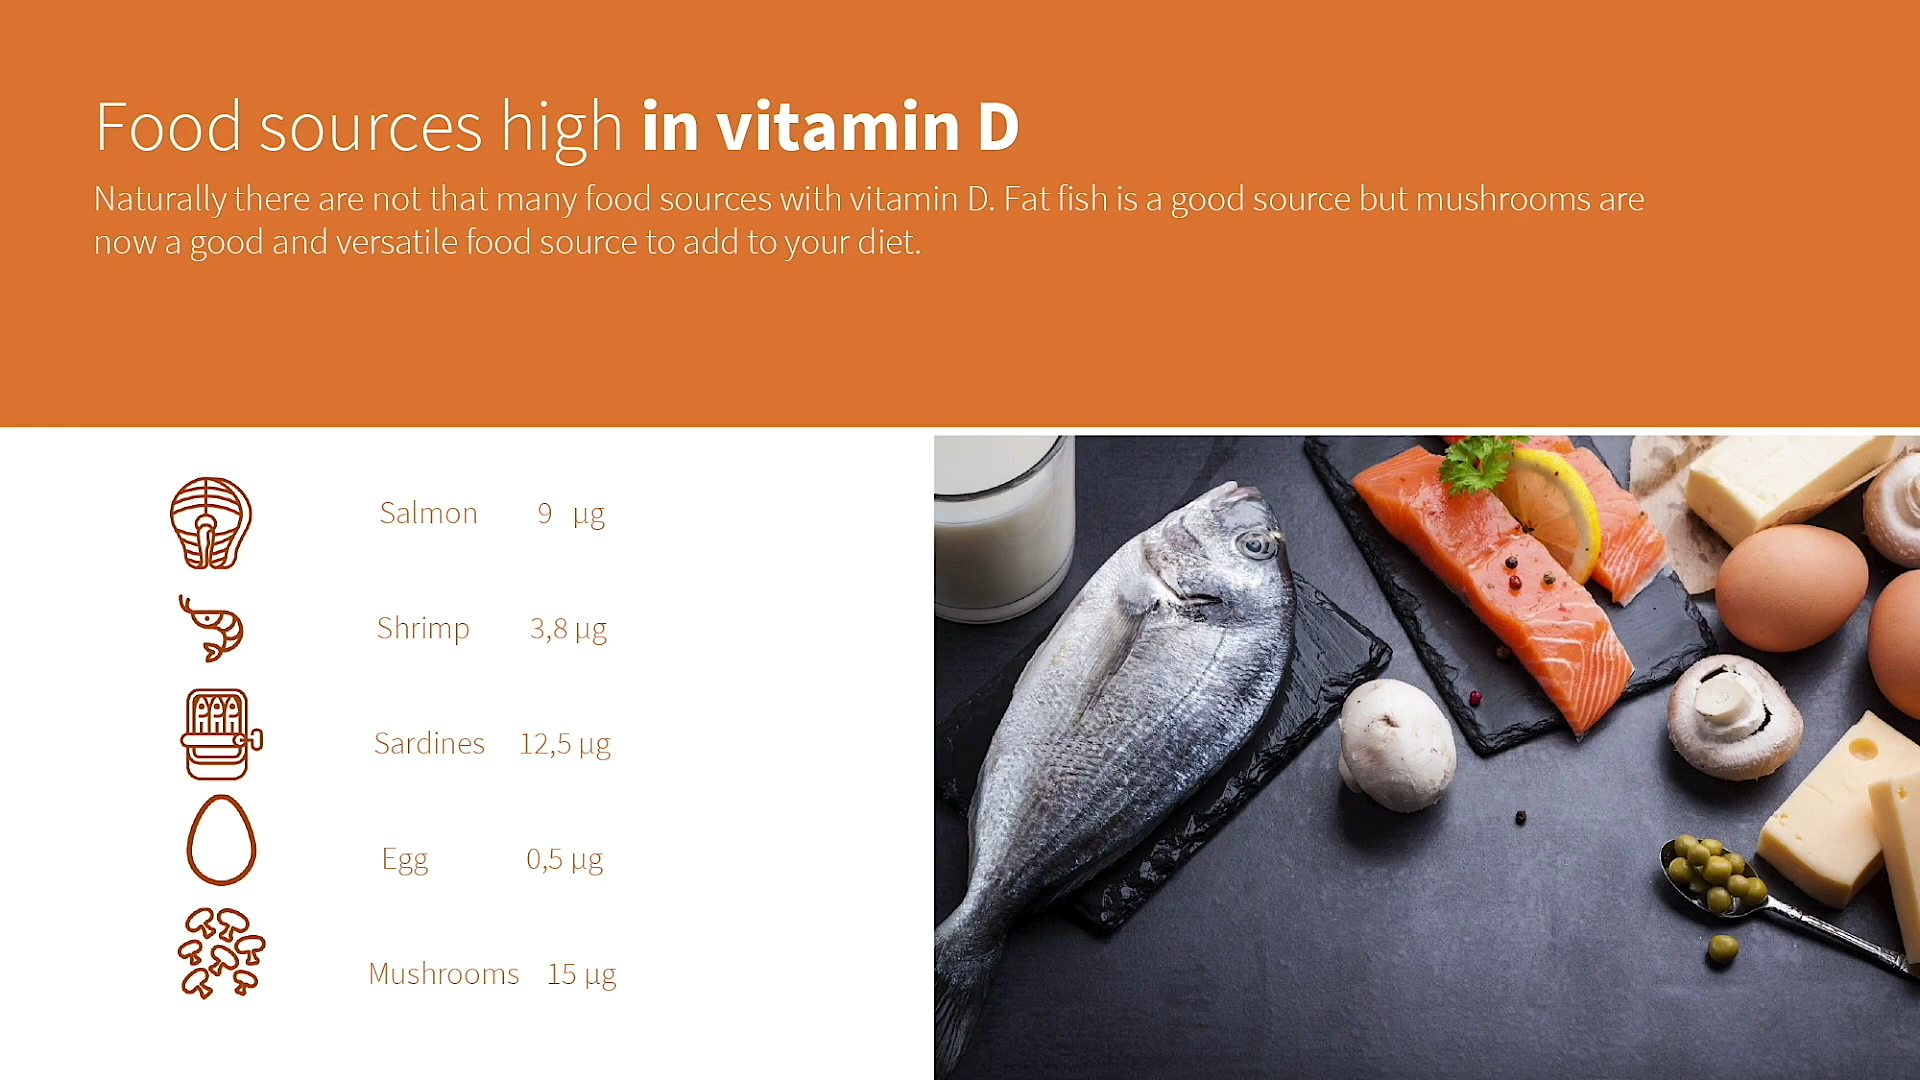 Food sources high in vitamin D
Naturally there are not that many food sources with vitamin D. Fat fish is a good source but mushrooms are
now a good and versatile food source to add to your diet.
Salmon 9 µg
Shrimp 3,8 µg
Sardines 12,5 µg
Egg 0,5 µg
Mushrooms 15 µg